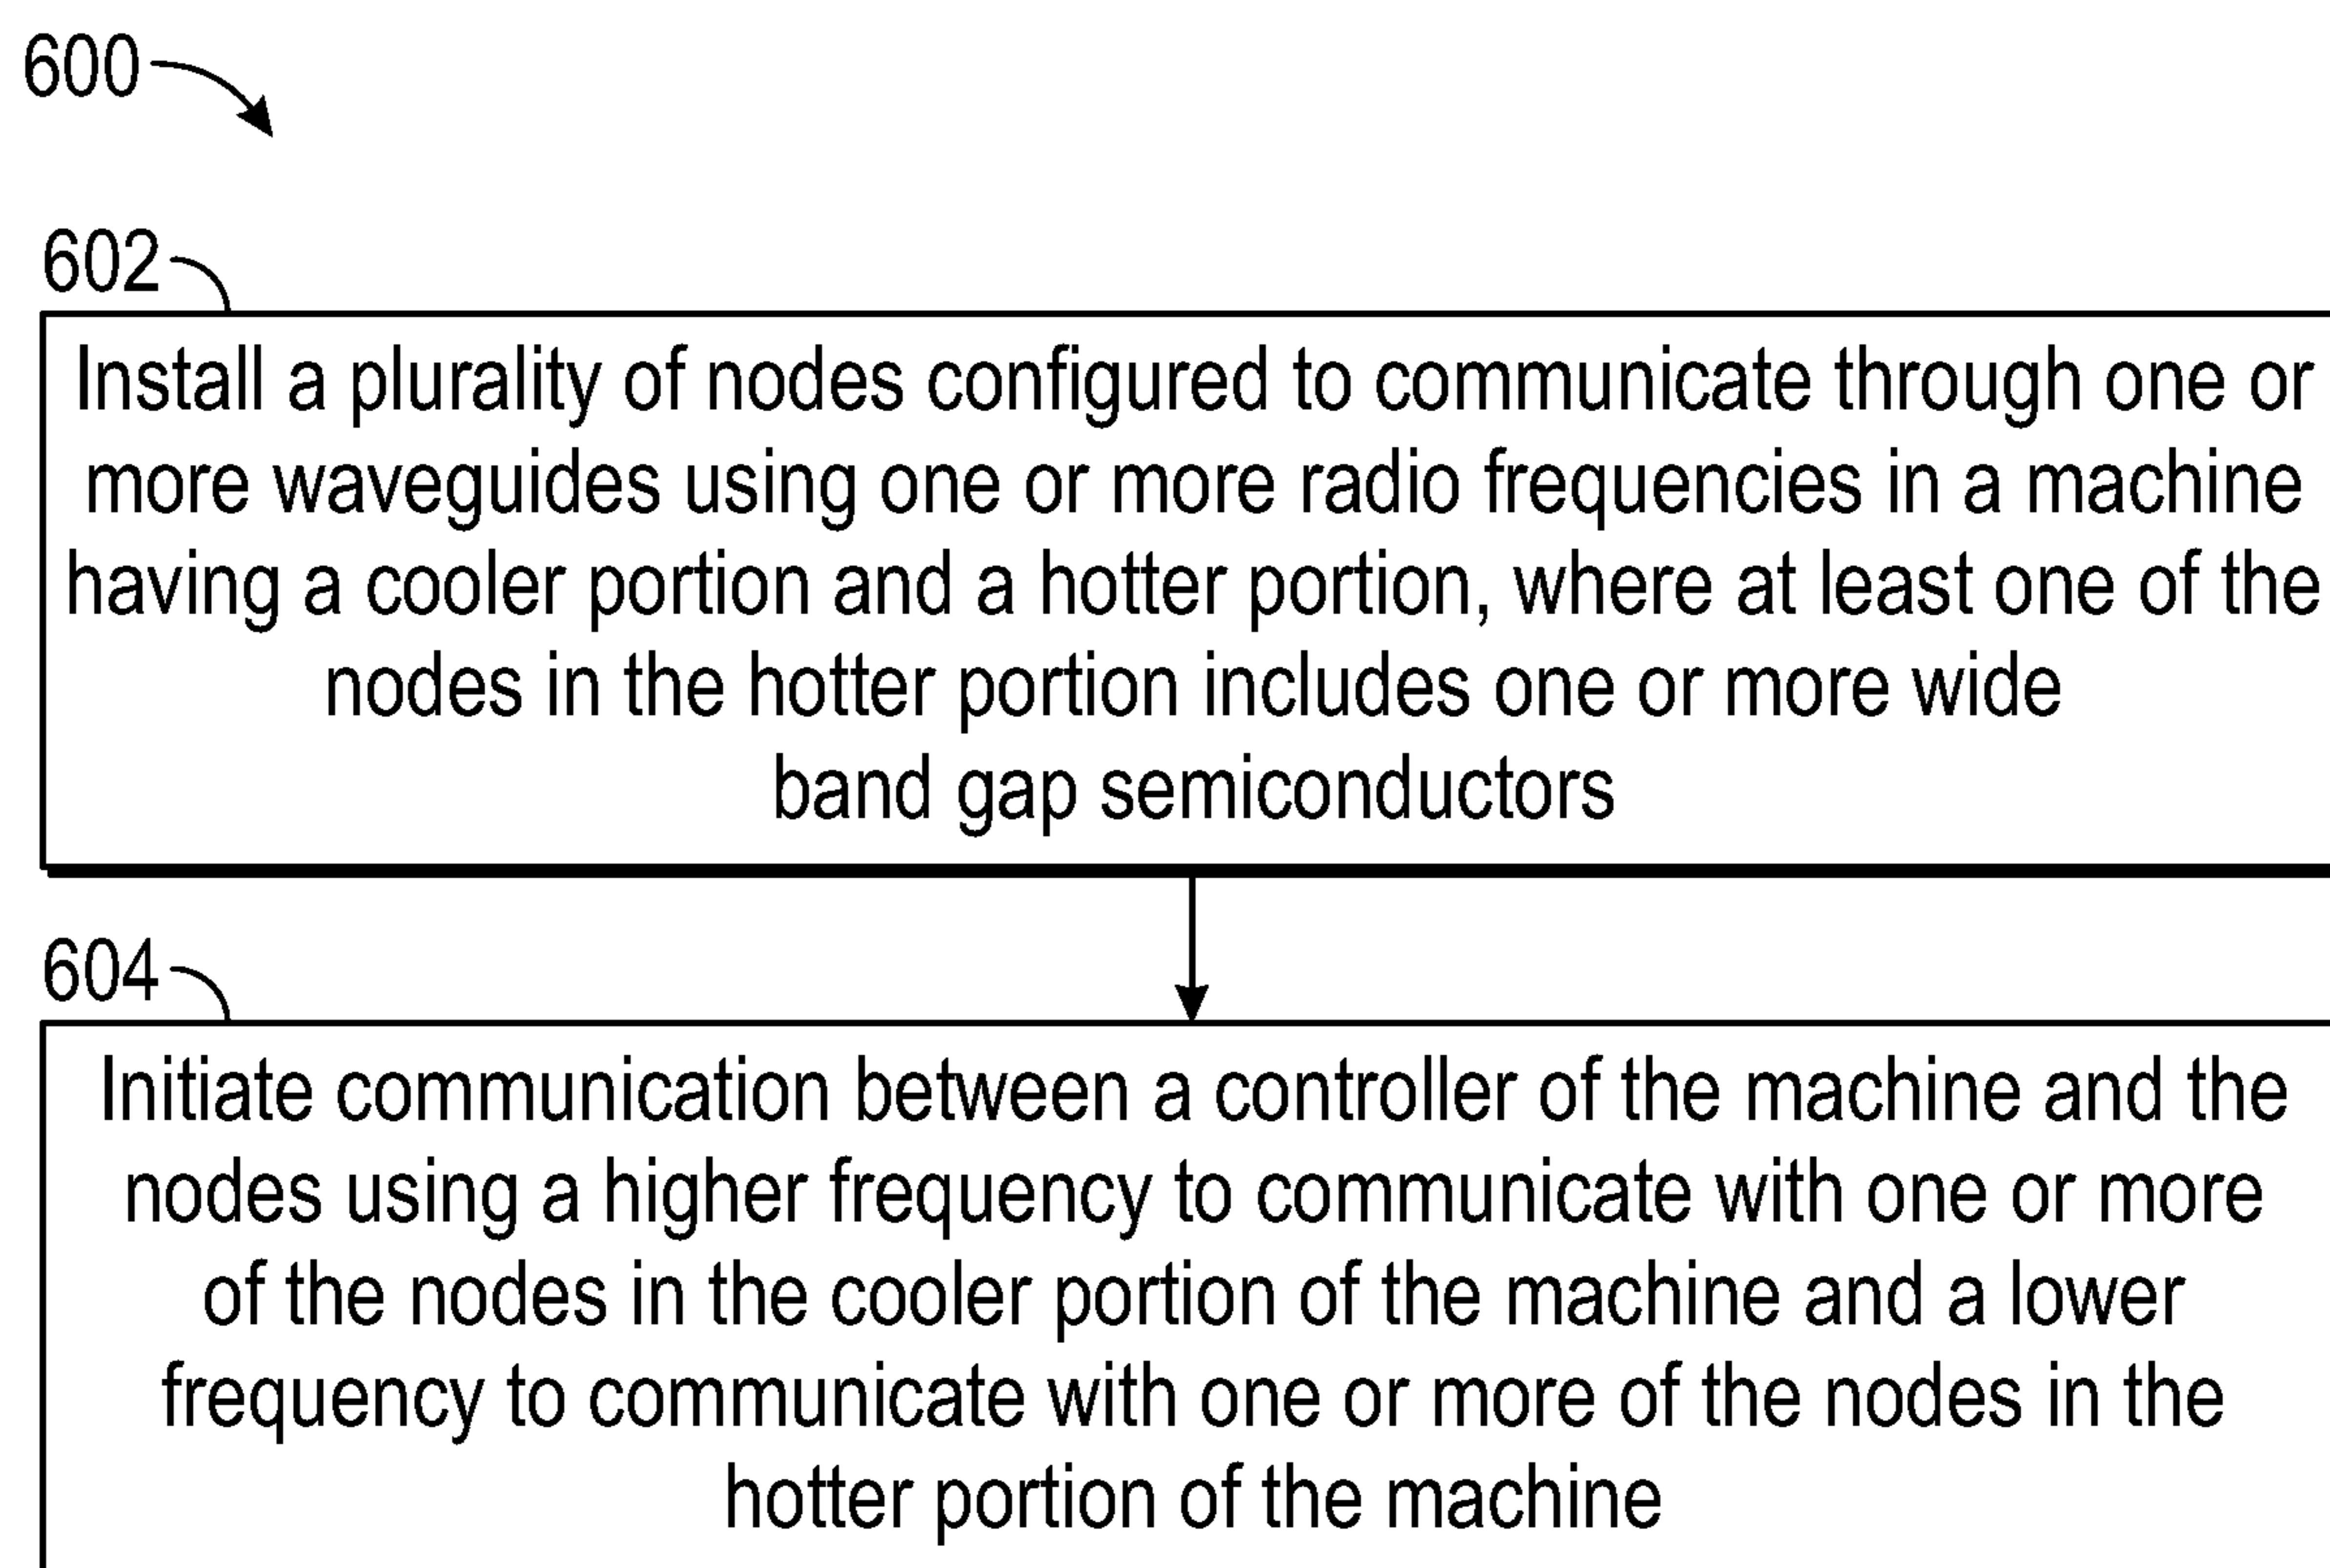 600
602
Install a plurality of nodes configured to communicate through one or
more waveguides using one or more radio frequencies in a machine
having a cooler portion and a hotter portion, where at least one of the
nodes in the hotter portion includes one or more wide
band gap semiconductors
604
Initiate communication between a controller of the machine and the
nodes using a higher frequency to communicate with one or more
of the nodes in the cooler portion of the machine and a lower
frequency to communicate with one or more of the nodes in the
hotter portion of the machine